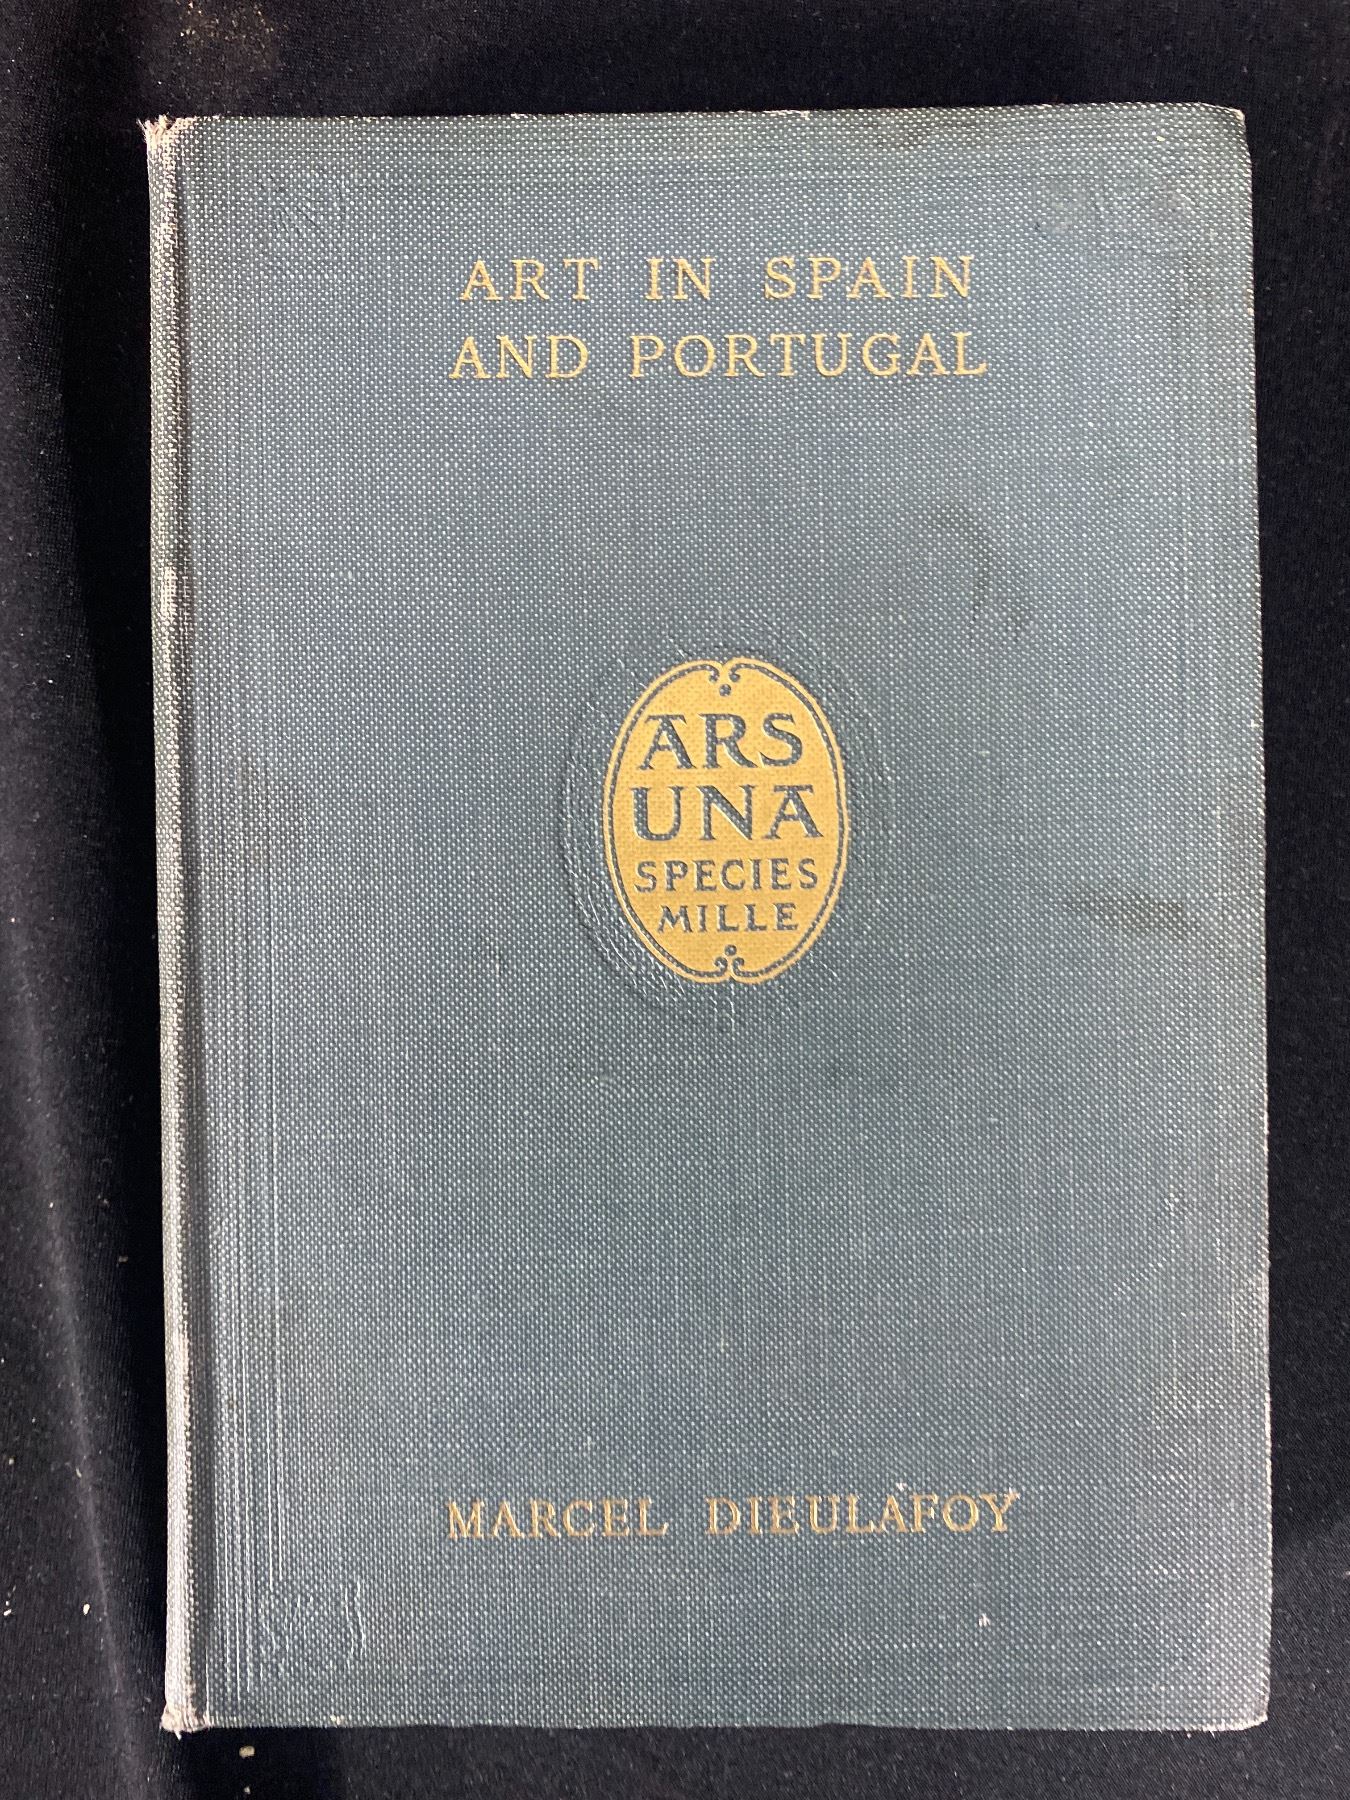 ART IN SPAIN
AND PORTUGAL
ARS
UNA
SPECIES
MILLE
MARCEL DIEULAFOY